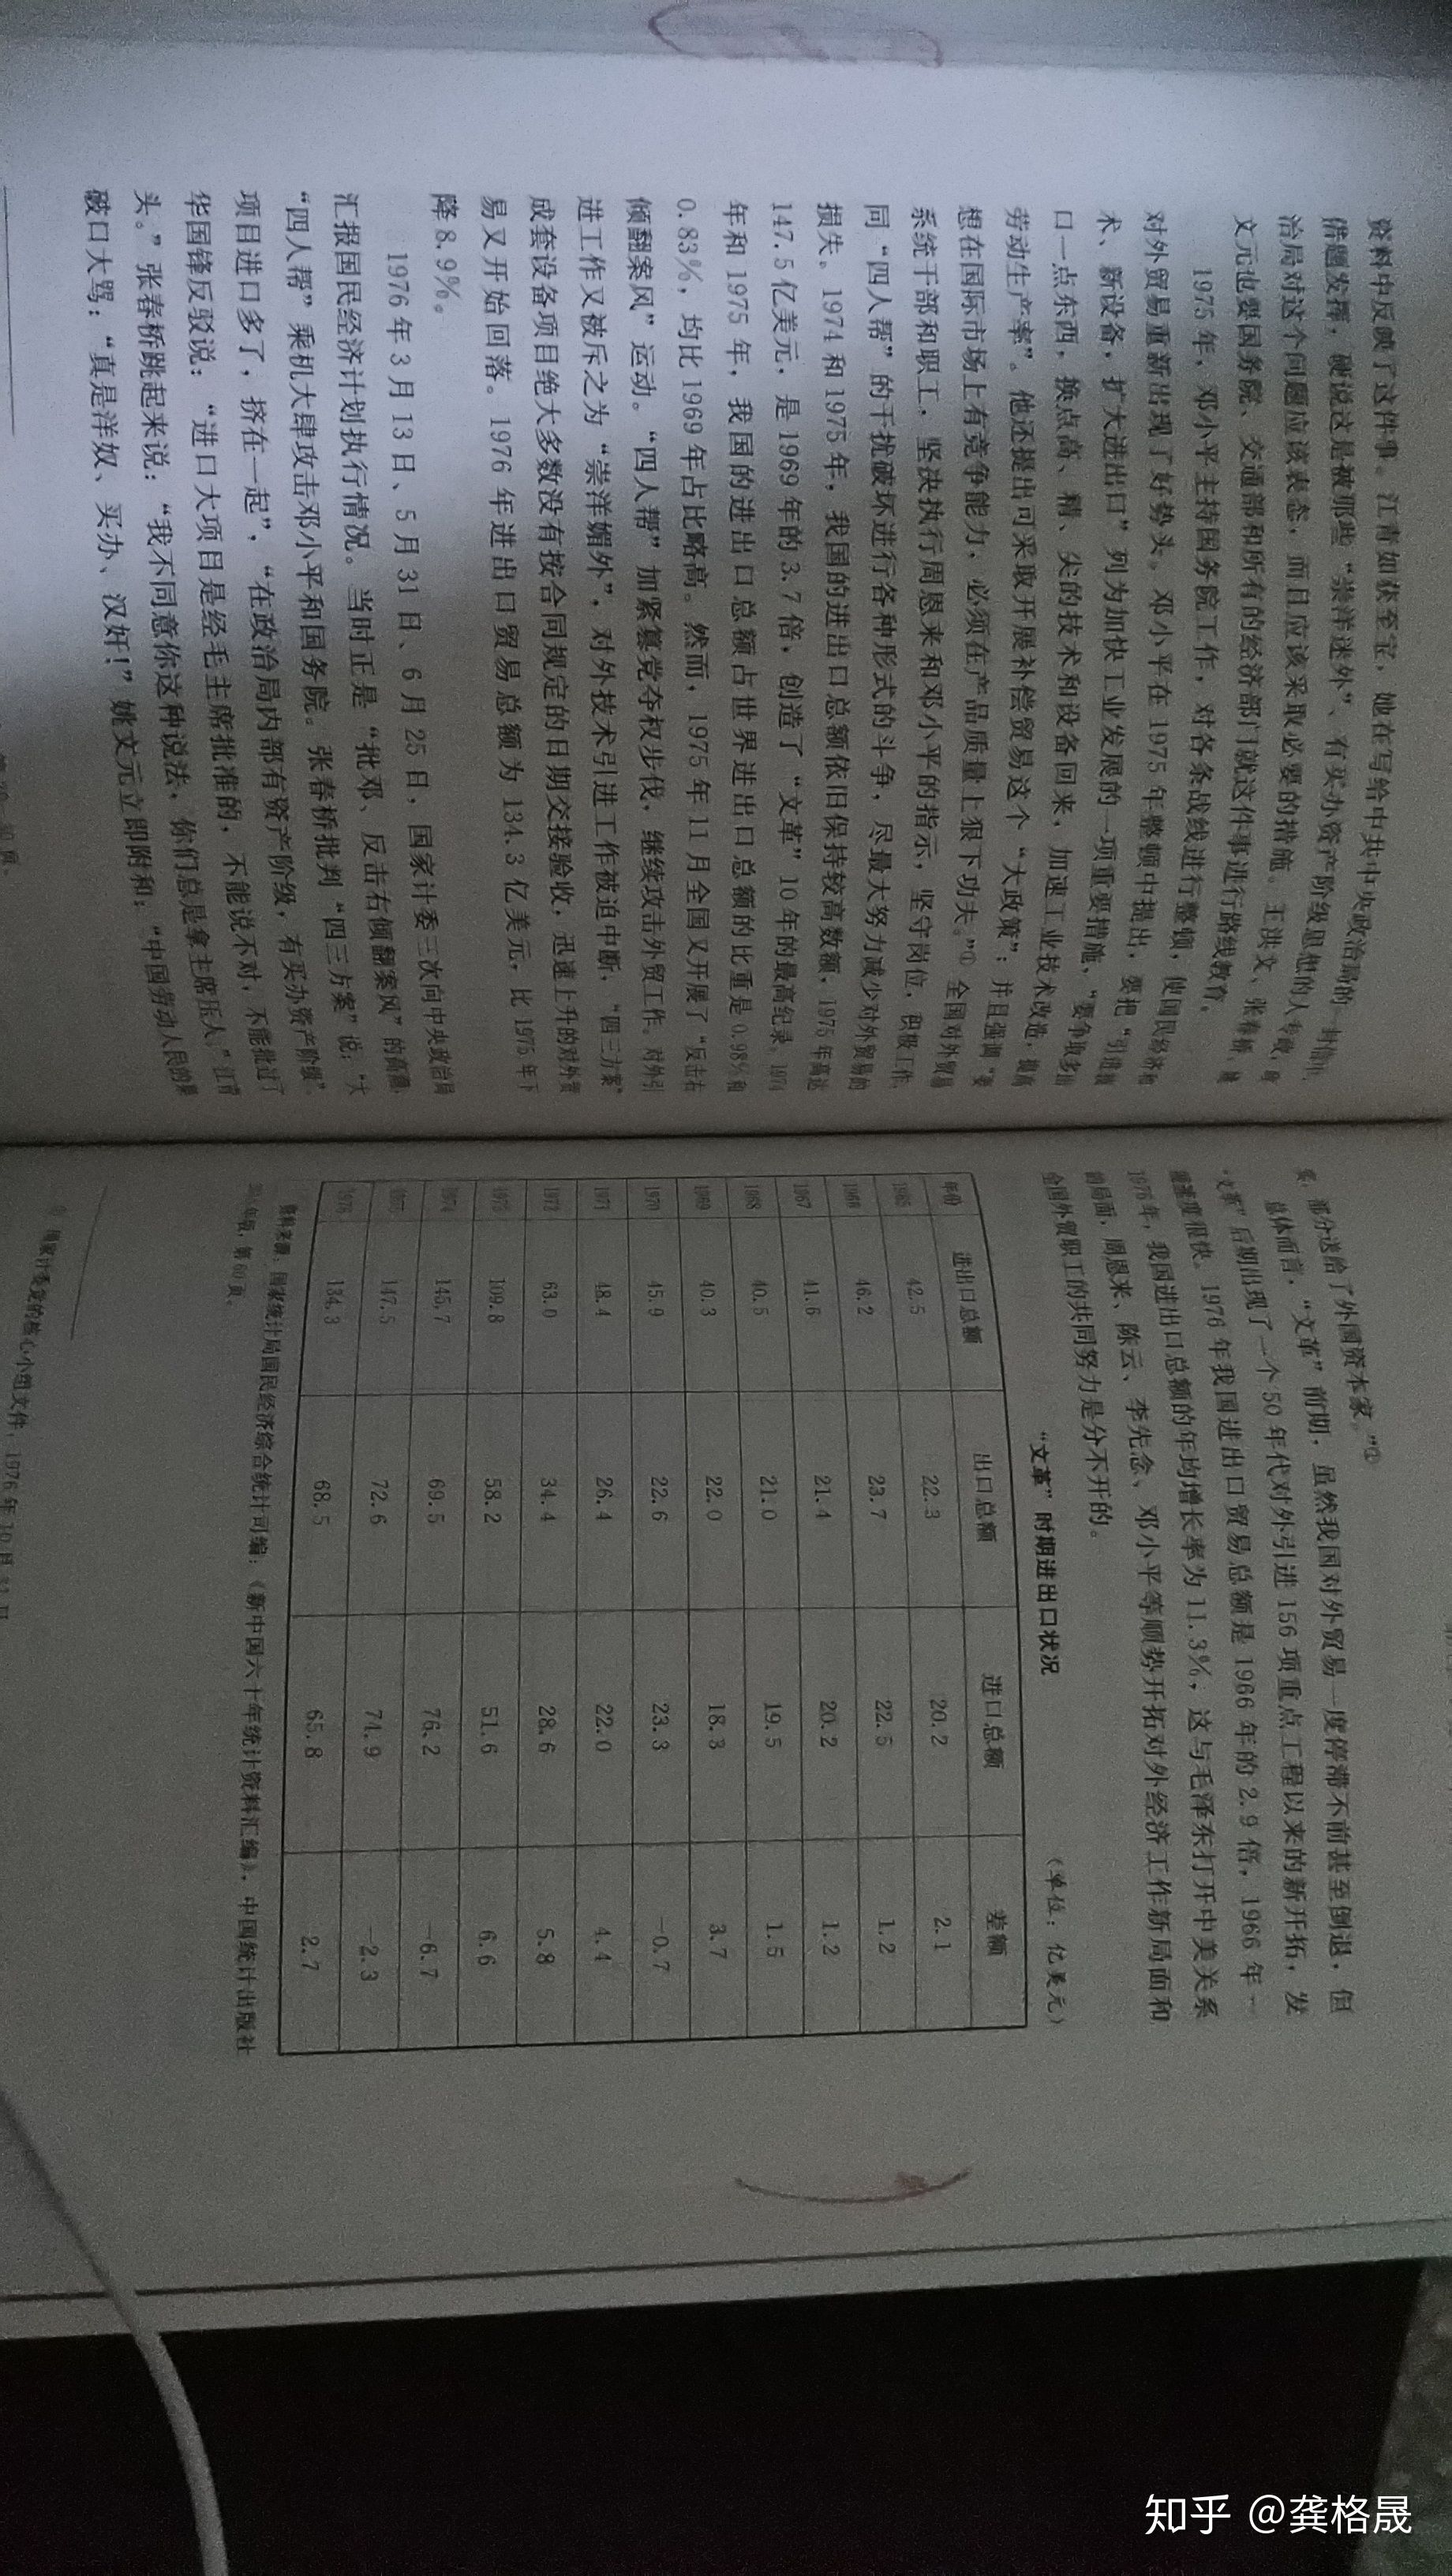 资料中反映了这件事。江青如获至宝，她在写给中共中央政治局的一封信中，
借题发挥，硬说这是被那些“崇洋迷外”、有买办资产阶级思想的人专政，
治局对这个问题应该表态，而且应该采取必要的措施。王洪文、张春桥、姚
文元也要国务院、交通部和所有的经济部门就这件事进行路线教育。
1975年，邓小平主持国务院工作，对各条战线进行整顿，使国民经济和
对外贸易重新出现了好势头。邓小平在1975年整顿中提出，要把“引进技
术、新设备，扩大进出口”列为加快工业发展的一项重要措施，“要争取多出
口一点东西，换点高、精、尖的技术和设备回来，加速工业技术改造，提高
劳动生产率”。他还提出可采取开展补偿贸易这个“大政策”；并且强调“要
想在国际市场上有竞争能力，必须在产品质量上狠下功夫。”①全国对外贸易
系统干部和职工，坚决执行周恩来和邓小平的指示，坚守岗位，积极工作，
同“四人帮”的干扰破坏进行各种形式的斗争，尽最大努力减少对外贸易的
损失。1974和1975年，我国的进出口总额依旧保持较高数额，1975年高达
147.5亿美元，是1969年的3.7倍，创造了“文革”10年的最高纪录。1974
年和1975年，我国的进出口总额占世界进出口总额的比重是0.98%和
0.83%，均比1969年占比略高。然而，1975年11月全国又开展了“反击右
倾翻案风”运动。“四人帮”加紧篡党夺权步伐，继续攻击外贸工作。对外引
进工作又被斥之为“崇洋媚外”，对外技术引进工作被迫中断，“四三方案”
成套设备项目绝大多数没有按合同规定的日期交接验收，迅速上升的对外贸
易又开始回落。1976年进出口贸易总额为134.3亿美元，比1975年下
降8.9%。
1976年3月13日、5月31日、6月25日，国家计委三次向中央政治局
汇报国民经济计划执行情况。当时正是“批邓、反击右倾翻案风”的高潮，
“四人帮”乘机大肆攻击邓小平和国务院。张春桥批判“四三方案”说：“大
项目进口多了，挤在一起”，“在政治局内部有资产阶级，有买办资产阶级”
华国锋反驳说：“进口大项目是经毛主席批准的，不能说不对，不能批过了
头。”张春桥跳起来说：“我不同意你这种说法，你们总是拿主席压人。”江青
破口大骂：“真是洋奴、买办、汉奸！”姚文元立即附和：“中国劳动人民的果
实，部分送给了外国资本家。”②
总体而言，“文革”前期，虽然我国对外贸易一度停滞不前甚至倒退，但
“文革”后期出现了一个50年代对外引进156项重点工程以来的新开拓，发
展速度很快。1976年我国进出口贸易总额是1966年的2.9倍，1966年—
1976年，我国进出口总额的年均增长率为11.3%；这与毛泽东打开中美关系
的局面，周恩来、陈云、李先念、邓小平等顺势开拓对外经济工作新局面和
全国外贸职工的共同努力是分不开的。
“文革”时期进出口状况
（单位：亿美元）
年份 进出口总额 出口总额 进口总额 差额
1965 42.5 22.3 20.2 2.1
1966 46.2 23.7 22.5 1.2
1967 41.6 21.4 20.2 1.2
1968 40.5 21.0 19.5 1.5
1969 40.3 22.0 18.3 3.7
1970 45.9 22.6 23.3 -0.7
1971 48.4 26.4 22.0 4.4
1972 63.0 34.4 28.6 5.8
1973 109.8 58.2 51.6 6.6
1974 145.7 69.5 76.2 -6.7
1975 147.5 72.6 74.9 -2.3
1976 134.3 68.5 65.8 2.7
资料来源：国家统计局国民经济综合统计司编：《新中国六十年统计资料汇编》，中国统计出版社
年版，第60页。
① 国家计委党的核心小组文件，1976年10月
知乎 @龚格晟